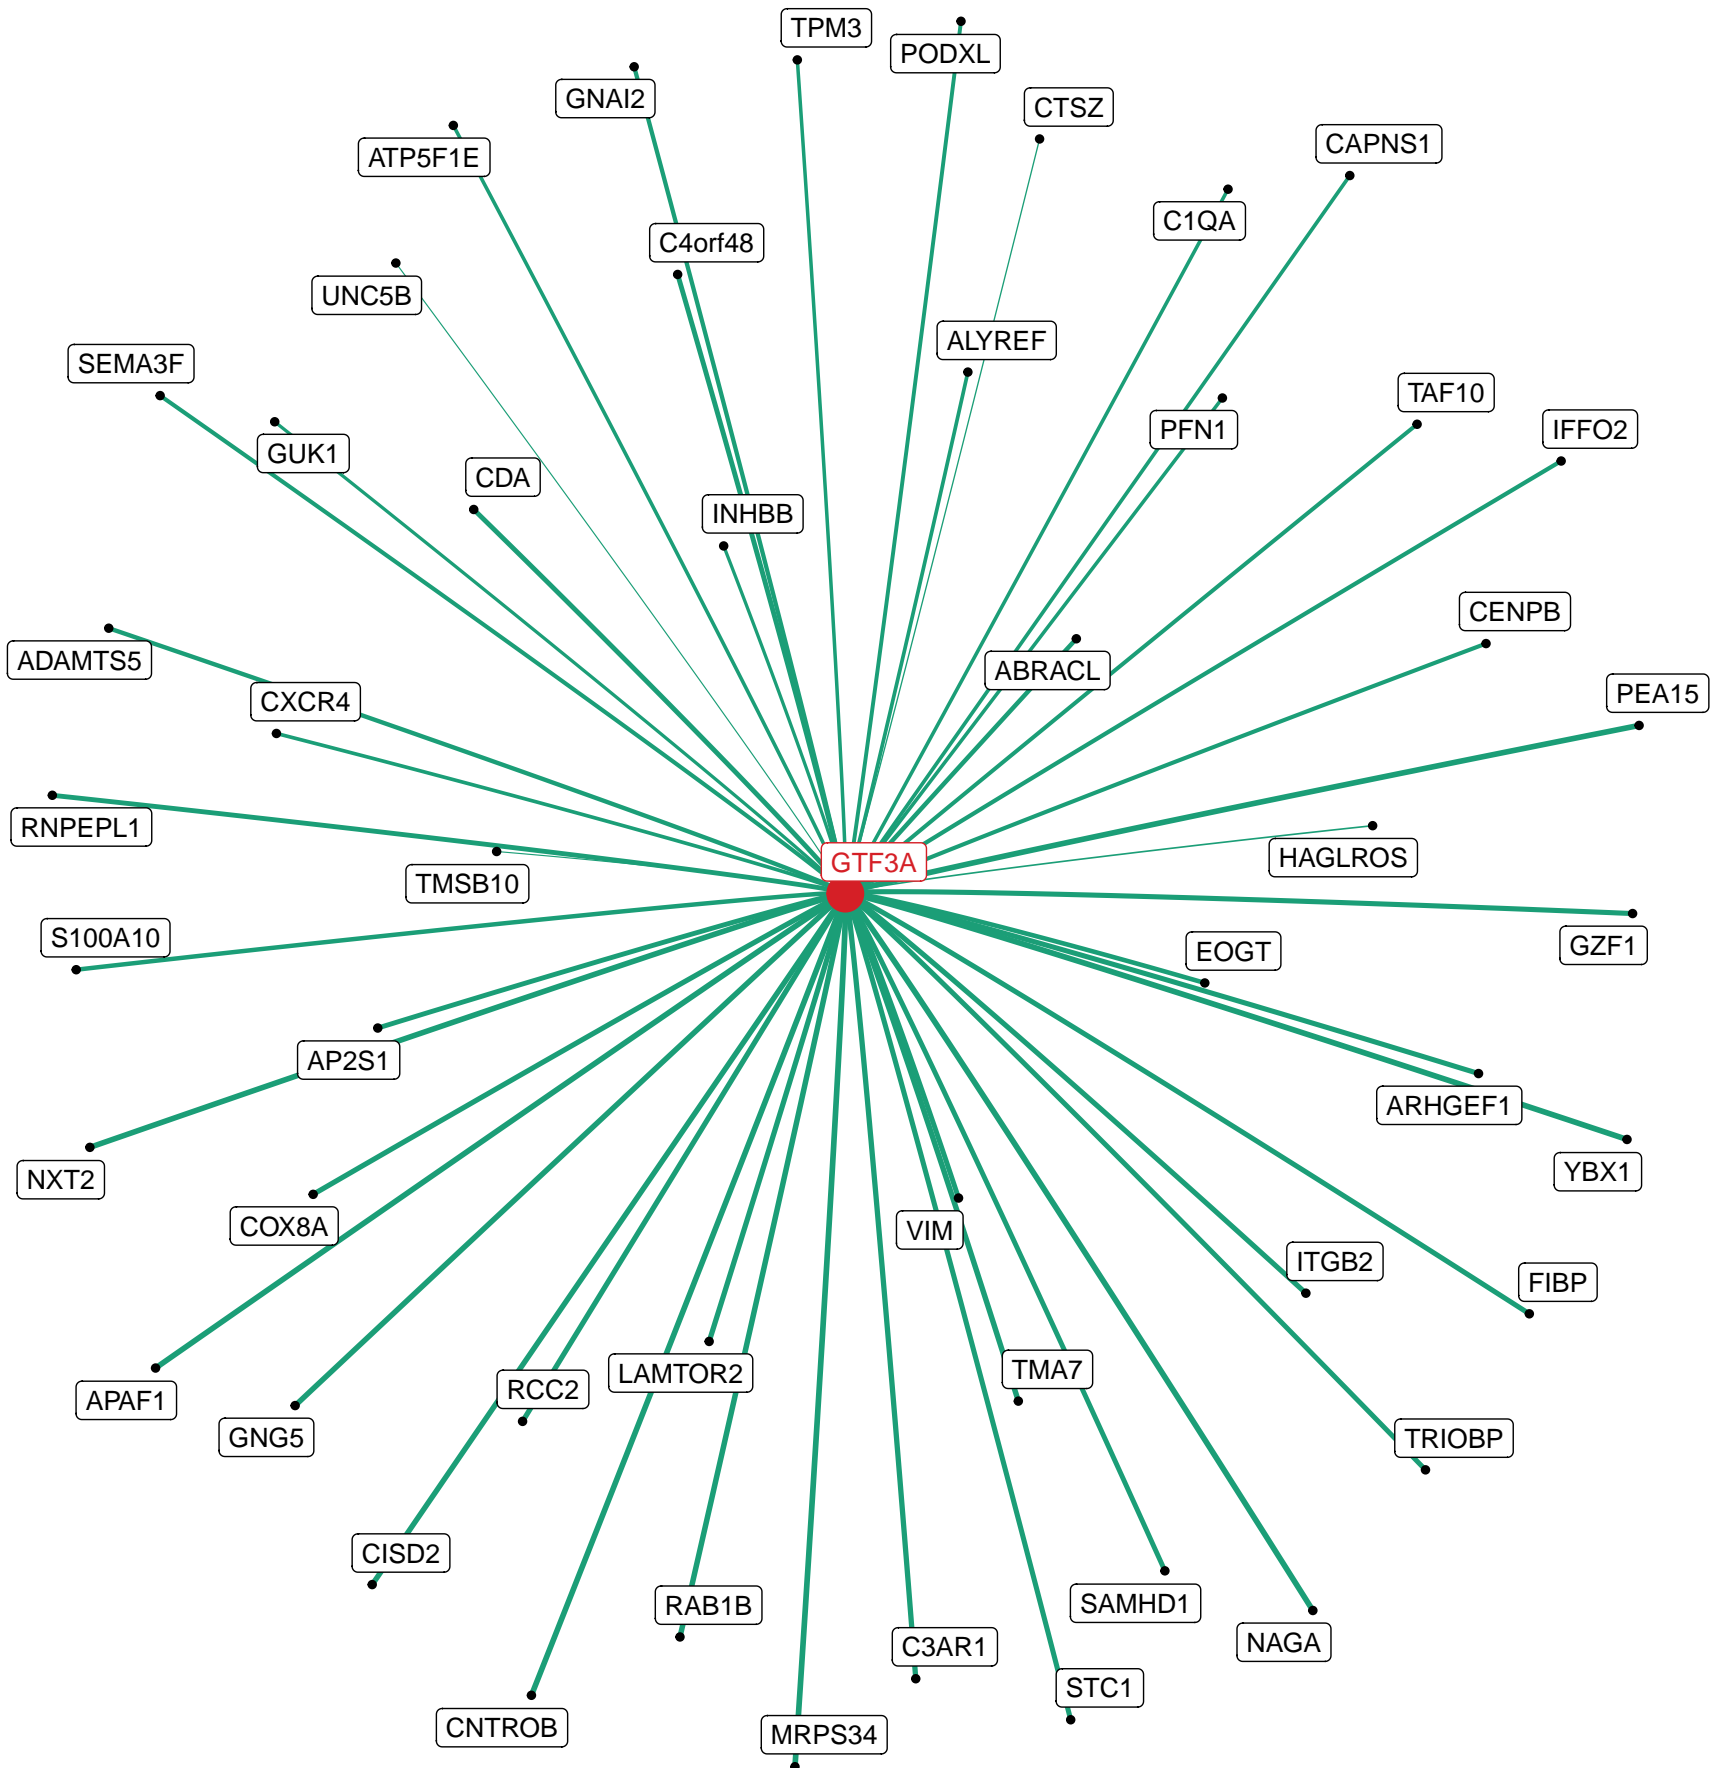 TPM3
PODXL
GNAI2
CTSZ
CAPNS1
ATP5F1E
C1QA
C4orf48
UNC5B
ALYREF
SEMA3F
TAF10
IFFO2
PFN1
GUK1
CDA
INHBB
CENPB
ADAMTS5
ABRACL
PEA15
CXCR4
RNPEPL1
HAGLROS
GTF3A
TMSB10
S100A10
GZF1
EOGT
AP2S1
ARHGEF1
NXT2
YBX1
COX8A
VIM
ITGB2
FIBP
TMA7
LAMTOR2
RCC2
APAF1
GNG5
TRIOBP
CISD2
SAMHD1
RAB1B
NAGA
C3AR1
STC1
CNTROB
MRPS34